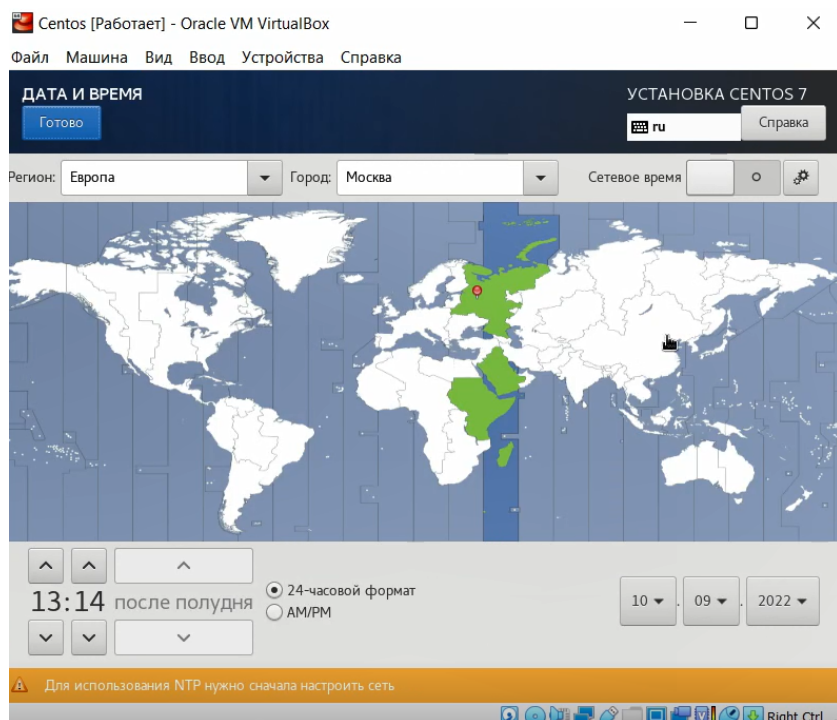 Centos [Работает] - Oracle VM VirtualBox
Файл Машина Вид Ввод Устройства Справка
ДАТА И ВРЕМЯ
УСТАНОВКА CENTOS 7
Готово
ru
Справка
Регион: Европа Город: Москва Сетевое время
13:14 после полудня
24-часовой формат
AM/PM
10 . 09 . 2022
Для использования NTP нужно сначала настроить сеть
Right Ctrl